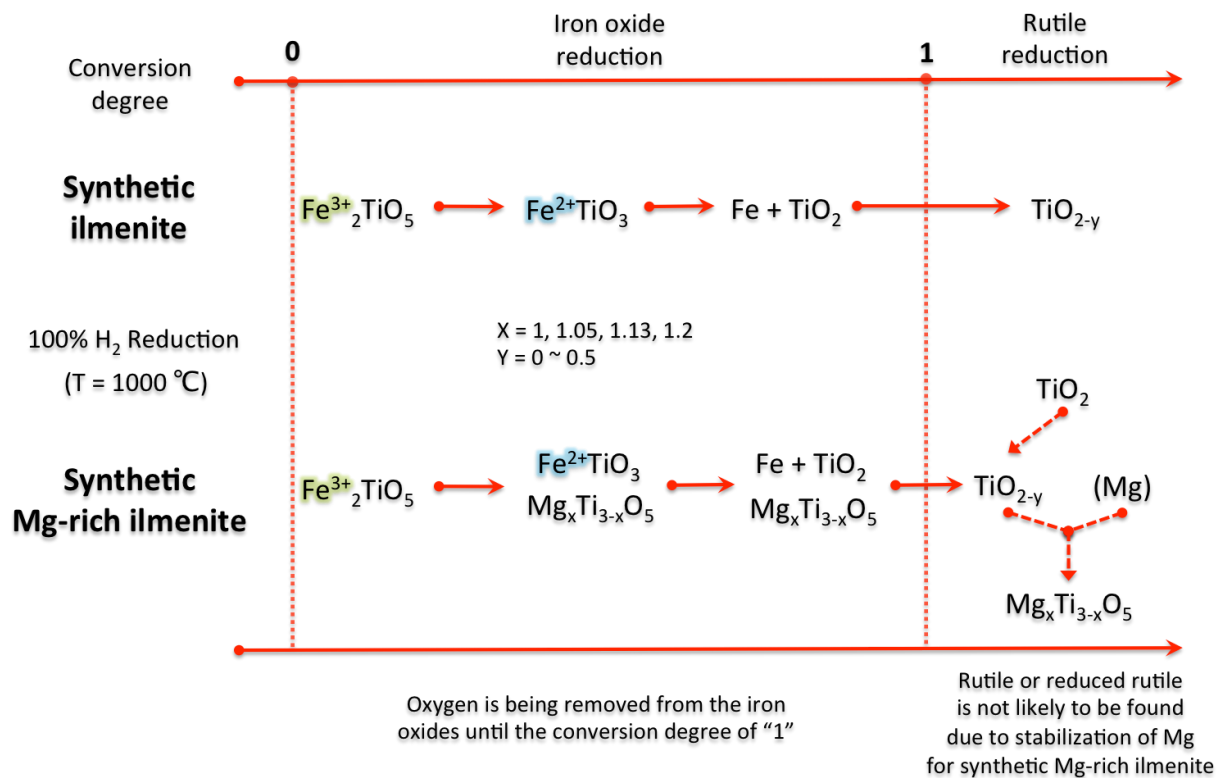 Conversion
degree
0
Iron oxide
reduction
1
Rutile
reduction
Synthetic
ilmenite
Fe³⁺₂TiO₅
Fe²⁺TiO₃
Fe + TiO₂
TiO₂₋y
100% H₂ Reduction
(T = 1000 ℃)
X = 1, 1.05, 1.13, 1.2
Y = 0 ~ 0.5
Synthetic
Mg-rich ilmenite
Fe³⁺₂TiO₅
Fe²⁺TiO₃
MgₓTi₃₋ₓO₅
Fe + TiO₂
MgₓTi₃₋ₓO₅
TiO₂
TiO₂₋y (Mg)
MgₓTi₃₋ₓO₅
Oxygen is being removed from the iron
oxides until the conversion degree of “1”
Rutile or reduced rutile
is not likely to be found
due to stabilization of Mg
for synthetic Mg-rich ilmenite